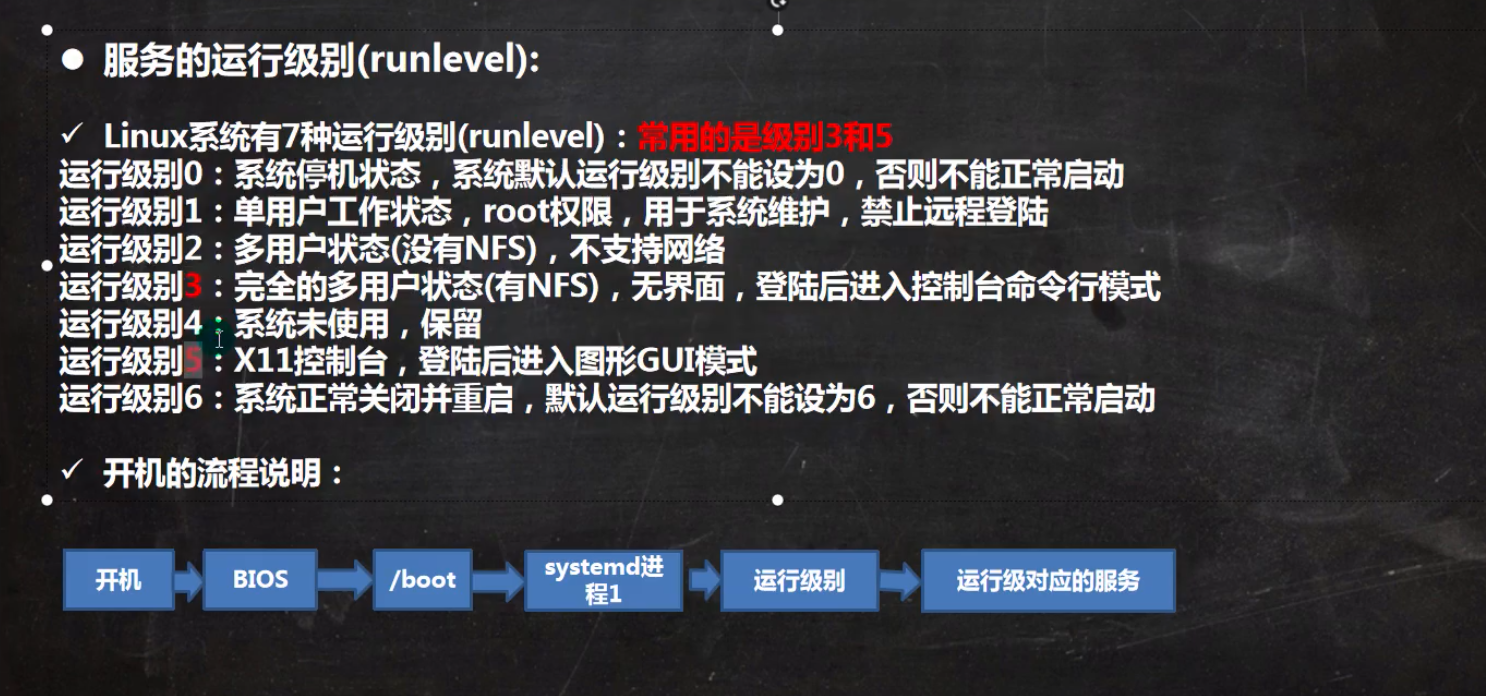 ● 服务的运行级别(runlevel):
✓ Linux系统有7种运行级别(runlevel)：常用的是级别3和5
运行级别0：系统停机状态，系统默认运行级别不能设为0，否则不能正常启动
运行级别1：单用户工作状态，root权限，用于系统维护，禁止远程登陆
运行级别2：多用户状态(没有NFS)，不支持网络
运行级别3：完全的多用户状态(有NFS)，无界面，登陆后进入控制台命令行模式
运行级别4：系统未使用，保留
运行级别5：X11控制台，登陆后进入图形GUI模式
运行级别6：系统正常关闭并重启，默认运行级别不能设为6，否则不能正常启动
✓ 开机的流程说明：
开机
BIOS
/boot
systemd进
程1
运行级别
运行级对应的服务